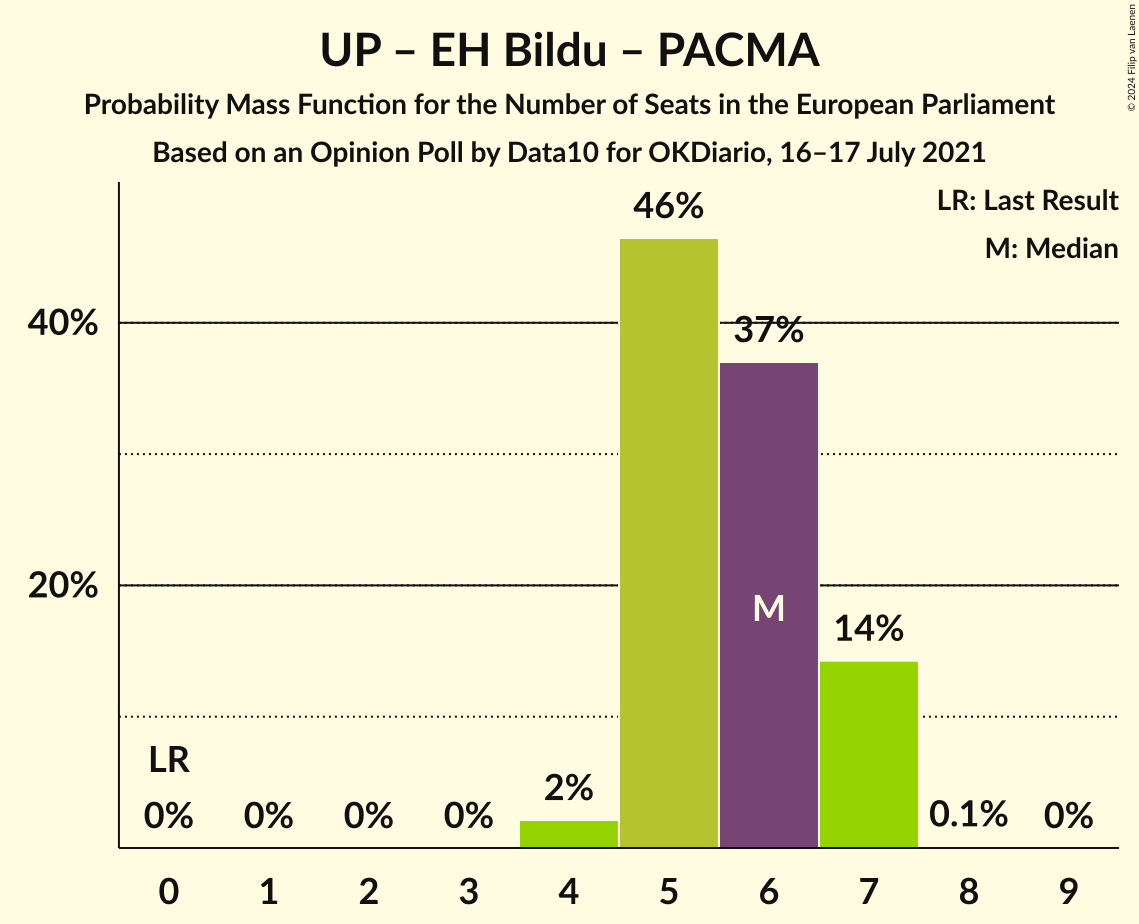 UP – EH Bildu – PACMA
Probability Mass Function for the Number of Seats in the European Parliament
Based on an Opinion Poll by Data10 for OKDiario, 16–17 July 2021
© 2024 Filip van Laenen
LR: Last Result
M: Median
46%
40%
37%
20%
M
14%
LR
2%
0% 0% 0% 0% 0.1% 0%
0 1 2 3 4 5 6 7 8 9